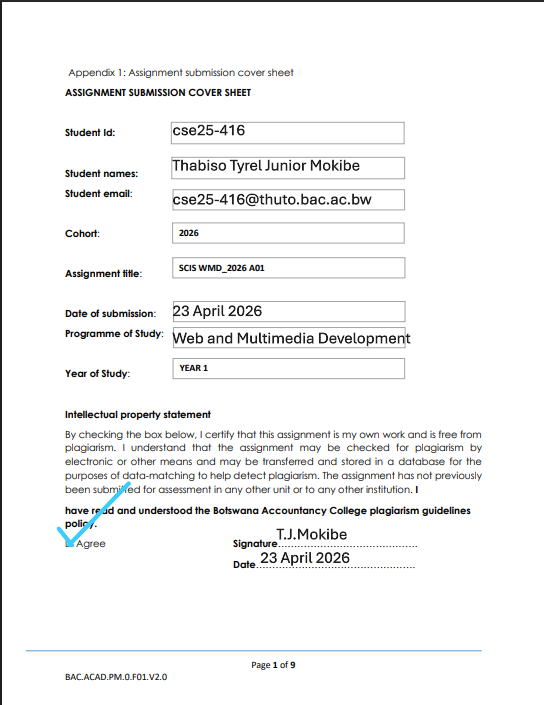 Appendix 1: Assignment submission cover sheet
ASSIGNMENT SUBMISSION COVER SHEET
Student Id: cse25-416
Student names: Thabiso Tyrel Junior Mokibe
Student email: cse25-416@thuto.bac.ac.bw
Cohort: 2026
Assignment title: SCIS WMD_2026 A01
Date of submission: 23 April 2026
Programme of Study: Web and Multimedia Development
Year of Study: YEAR 1
Intellectual property statement
By checking the box below, I certify that this assignment is my own work and is free from
plagiarism. I understand that the assignment may be checked for plagiarism by
electronic or other means and may be transferred and stored in a database for the
purposes of data-matching to help detect plagiarism. The assignment has not previously
been submitted for assessment in any other unit or to any other institution. I
have read and understood the Botswana Accountancy College plagiarism guidelines
policy.
Agree
Signature T.J.Mokibe
Date 23 April 2026
Page 1 of 9
BAC.ACAD.PM.0.F01.V2.0